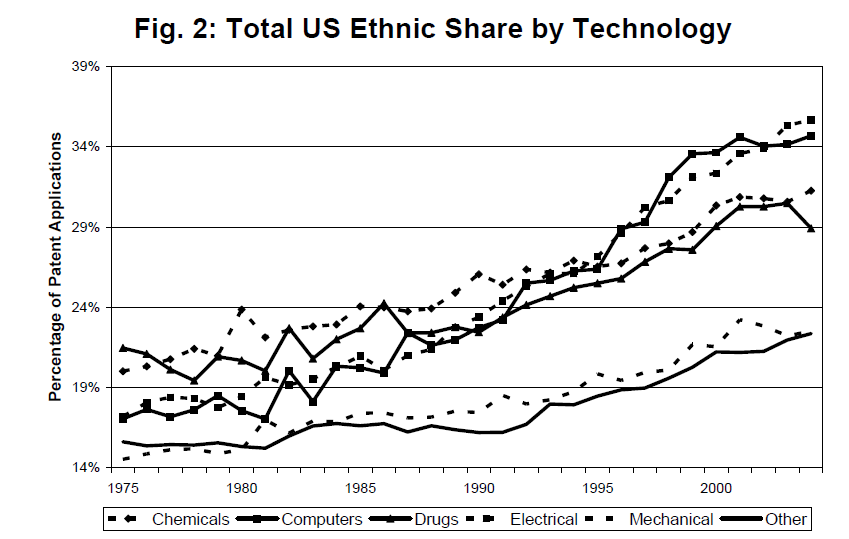 Fig. 2: Total US Ethnic Share by Technology
39%
34%
29%
24%
19%
14%
Percentage of Patent Applications
1975 1980 1985 1990 1995 2000
Chemicals Computers Drugs Electrical Mechanical Other